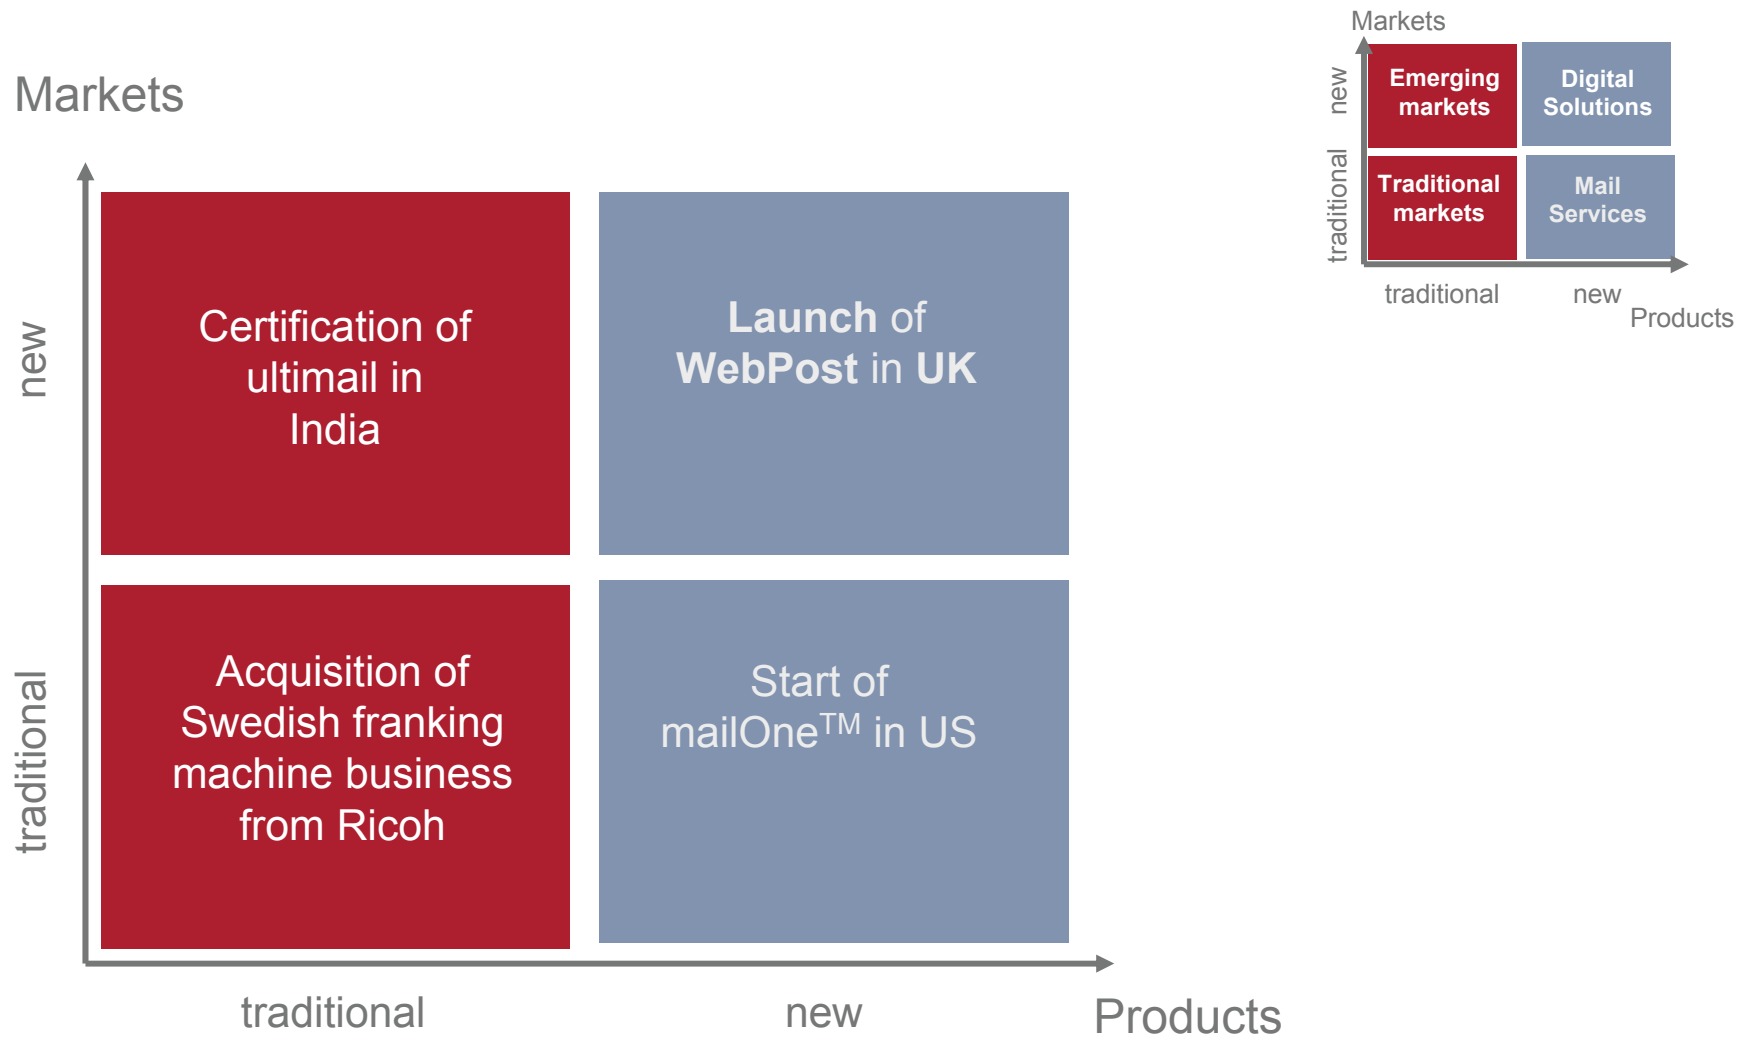 Markets
new
traditional
Certification of
ultimail in
India
Launch of
WebPost in UK
Acquisition of
Swedish franking
machine business
from Ricoh
Start of
mailOne™ in US
traditional
new
Products
Markets
new
traditional
Emerging
markets
Digital
Solutions
Traditional
markets
Mail
Services
traditional
new
Products